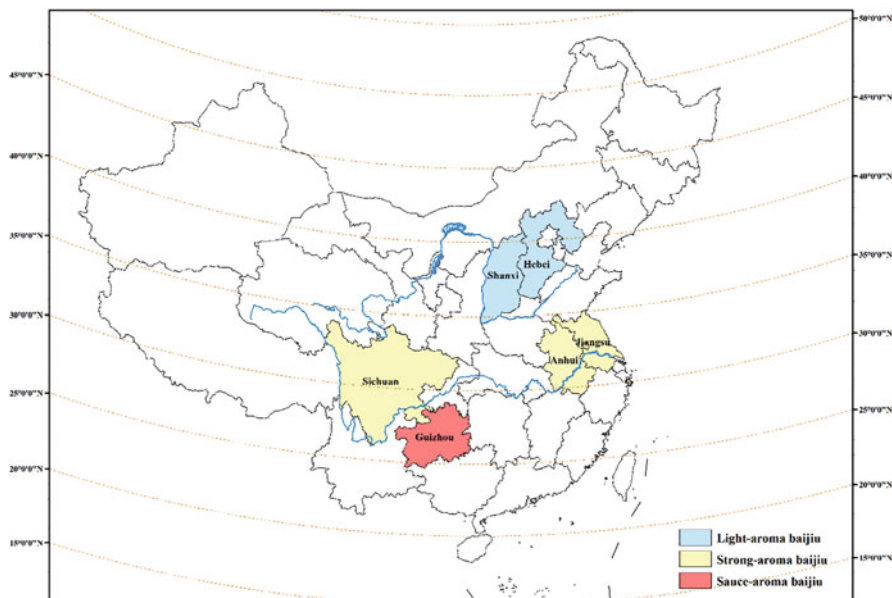 50°0'0"N
45°0'0"N
45°0'0"N
40°0'0"N
40°0'0"N
35°0'0"N
35°0'0"N
Hebei
Shanxi
30°0'0"N
30°0'0"N
Jiangsu
Anhui
Sichuan
25°0'0"N
25°0'0"N
Guizhou
20°0'0"N
20°0'0"N
Light-aroma baijiu
15°0'0"N
15°0'0"N
Strong-aroma baijiu
Sauce-aroma baijiu